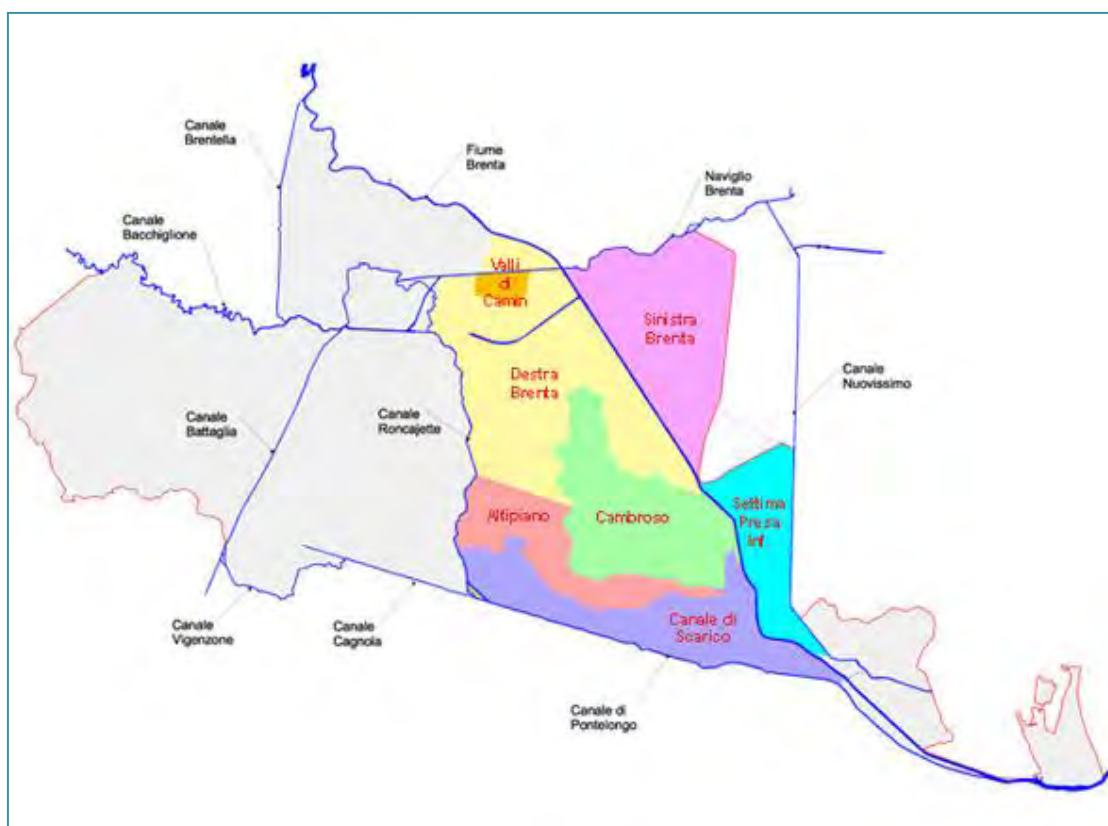 Canale
Brentella
Fiume
Brenta
Naviglio
Brenta
Canale
Bacchiglione
Valli
di
Camin
Sinistra
Brenta
Destra
Brenta
Canale
Nuovissimo
Canale
Battaglia
Canale
Roncajette
Altipiano
Cambroso
Settima
Presa
Inf
Canale di
Scarico
Canale
Vigenzone
Canale
Cagnola
Canale di
Pontelongo